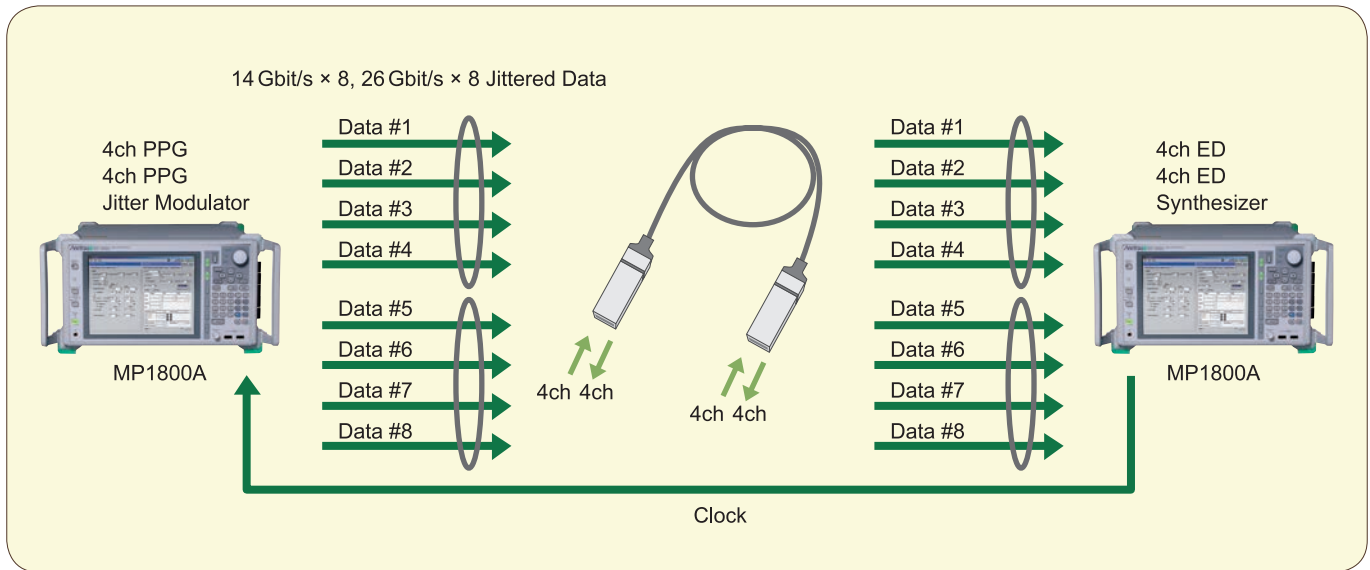 14 Gbit/s × 8, 26 Gbit/s × 8 Jittered Data
4ch PPG
4ch PPG
Jitter Modulator
MP1800A
Data #1
Data #2
Data #3
Data #4
Data #5
Data #6
Data #7
Data #8
4ch 4ch
4ch 4ch
Data #1
Data #2
Data #3
Data #4
Data #5
Data #6
Data #7
Data #8
4ch ED
4ch ED
Synthesizer
MP1800A
Clock